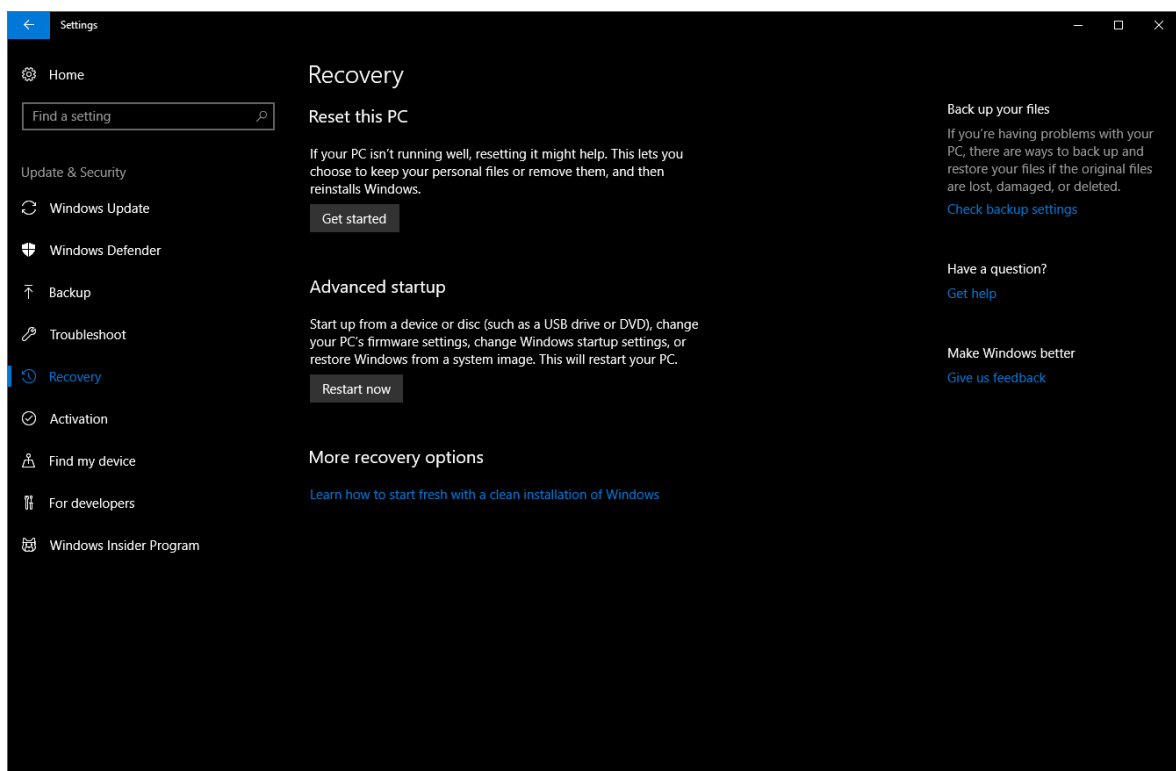 Settings
Home
Find a setting
Update & Security
Windows Update
Windows Defender
Backup
Troubleshoot
Recovery
Activation
Find my device
For developers
Windows Insider Program
Recovery
Reset this PC
If your PC isn't running well, resetting it might help. This lets you
choose to keep your personal files or remove them, and then
reinstalls Windows.
Get started
Advanced startup
Start up from a device or disc (such as a USB drive or DVD), change
your PC's firmware settings, change Windows startup settings, or
restore Windows from a system image. This will restart your PC.
Restart now
More recovery options
Learn how to start fresh with a clean installation of Windows
Back up your files
If you're having problems with your
PC, there are ways to back up and
restore your files if the original files
are lost, damaged, or deleted.
Check backup settings
Have a question?
Get help
Make Windows better
Give us feedback